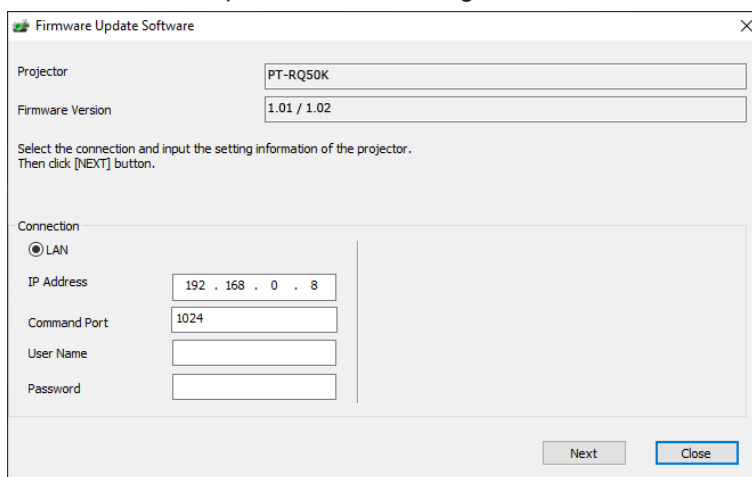 Firmware Update Software
Projector PT-RQ50K
Firmware Version 1.01 / 1.02
Select the connection and input the setting information of the projector.
Then click [NEXT] button.
Connection
LAN
IP Address 192 . 168 . 0 . 8
Command Port 1024
User Name
Password
Next Close